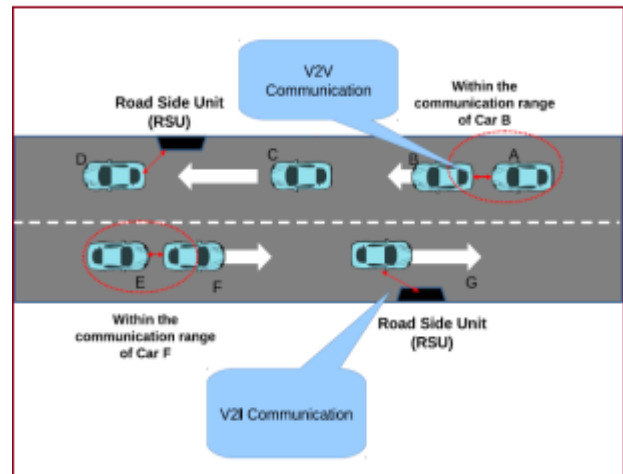 V2V
Communication
Within the
communication range
of Car B
Road Side Unit
(RSU)
D
C
B
A
E
F
G
Within the
communication range
of Car F
Road Side Unit
(RSU)
V2I Communication